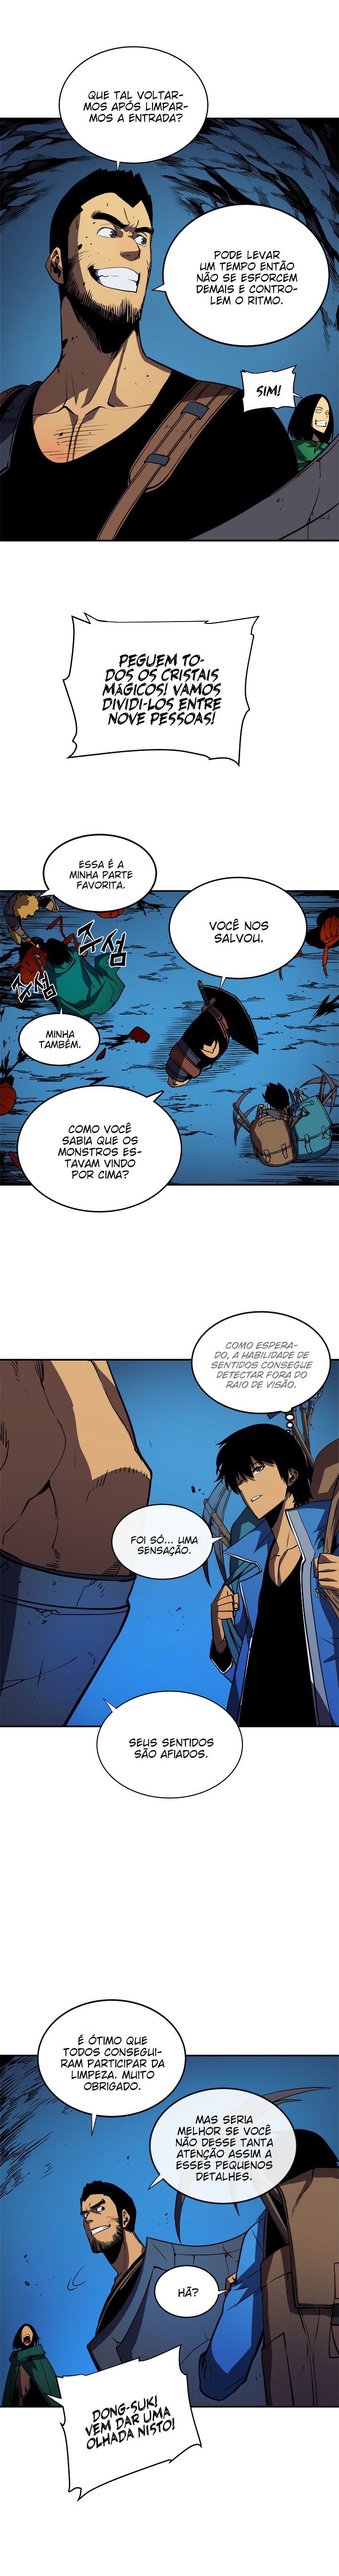 QUE TAL VOLTAR-
MOS APÓS LIMPAR-
MOS A ENTRADA?
PODE LEVAR
UM TEMPO ENTÃO
NÃO SE ESFORCEM
DEMAIS E CONTRO-
LEM O RITMO.
SIM!
PEGUEM TO-
DOS OS CRISTAIS
MÁGICOS! VAMOS
DIVIDI-LOS ENTRE
NOVE PESSOAS!
ESSA É A
MINHA PARTE
FAVORITA.
VOCÊ NOS
SALVOU.
주섬
주섬
MINHA
TAMBÉM.
COMO VOCÊ
SABIA QUE OS
MONSTROS ES-
TAVAM VINDO
POR CIMA?
COMO ESPERA-
DO, A HABILIDADE DE
SENTIDOS CONSEGUE
DETECTAR FORA DO
RAIO DE VISÃO.
FOI SÓ... UMA
SENSAÇÃO.
SEUS SENTIDOS
SÃO AFIADOS.
É ÓTIMO QUE
TODOS CONSEGUI-
RAM PARTICIPAR DA
LIMPEZA. MUITO
OBRIGADO.
MAS SERIA
MELHOR SE VOCÊ
NÃO DESSE TANTA
ATENÇÃO ASSIM A
ESSES PEQUENOS
DETALHES.
HÃ?
DONG-SUK!
VEM DAR UMA
OLHADA NISTO!